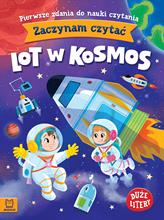 Pierwsze zdania do nauki czytania
Zaczynam czytać
LOT W KOSMOS
DUŻE
LITERY